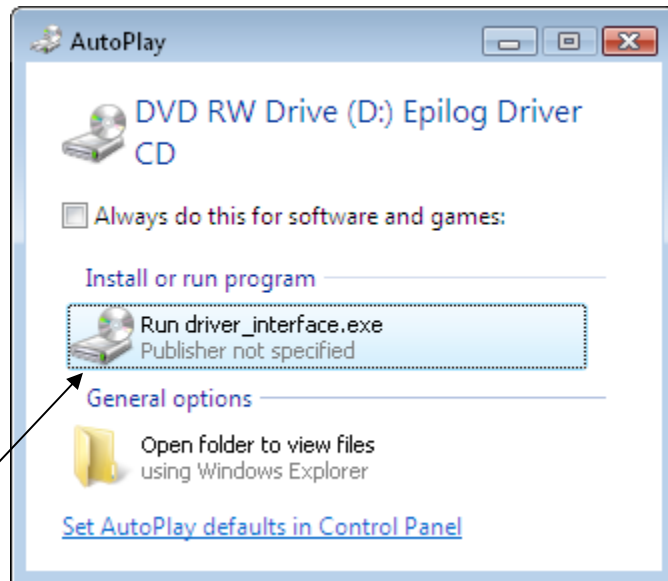 AutoPlay
DVD RW Drive (D:) Epilog Driver
CD
Always do this for software and games:
Install or run program
Run driver_interface.exe
Publisher not specified
General options
Open folder to view files
using Windows Explorer
Set AutoPlay defaults in Control Panel